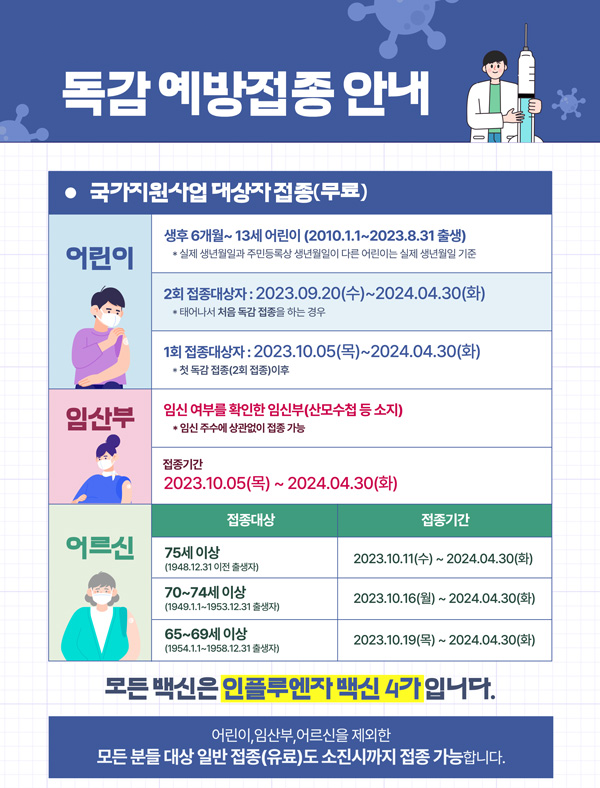 독감 예방접종 안내
● 국가지원사업 대상자 접종(무료)
어린이
생후 6개월~ 13세 어린이 (2010.1.1~2023.8.31 출생)
* 실제 생년월일과 주민등록상 생년월일이 다른 어린이는 실제 생년월일 기준
2회 접종대상자 : 2023.09.20(수)~2024.04.30(화)
* 태어나서 처음 독감 접종을 하는 경우
1회 접종대상자 : 2023.10.05(목)~2024.04.30(화)
* 첫 독감 접종(2회 접종)이후
임산부
임신 여부를 확인한 임신부(산모수첩 등 소지)
* 임신 주수에 상관없이 접종 가능
접종기간
2023.10.05(목) ~ 2024.04.30(화)
어르신
접종대상 접종기간
75세 이상
(1948.12.31 이전 출생자)
2023.10.11(수) ~ 2024.04.30(화)
70~74세 이상
(1949.1.1~1953.12.31 출생자)
2023.10.16(월) ~ 2024.04.30(화)
65~69세 이상
(1954.1.1~1958.12.31 출생자)
2023.10.19(목) ~ 2024.04.30(화)
모든 백신은 인플루엔자 백신 4가 입니다.
어린이,임산부,어르신을 제외한
모든 분들 대상 일반 접종(유료)도 소진시까지 접종 가능합니다.